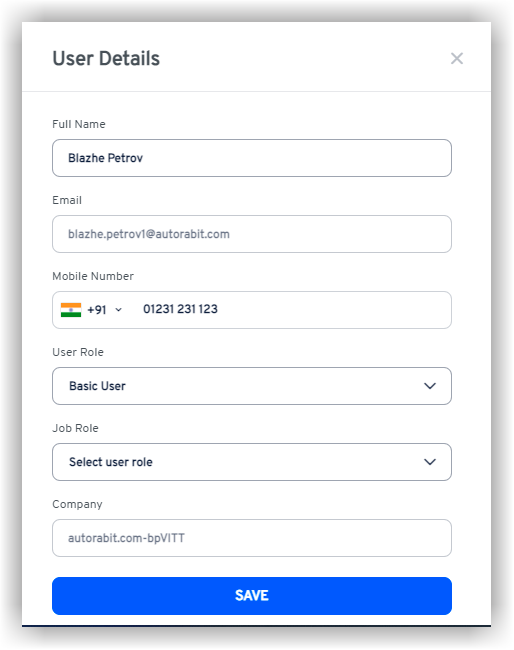 User Details
Full Name
Blazhe Petrov
Email
blazhe.petrov1@autorabit.com
Mobile Number
+91 01231 231 123
User Role
Basic User
Job Role
Select user role
Company
autorabit.com-bpVITT
SAVE